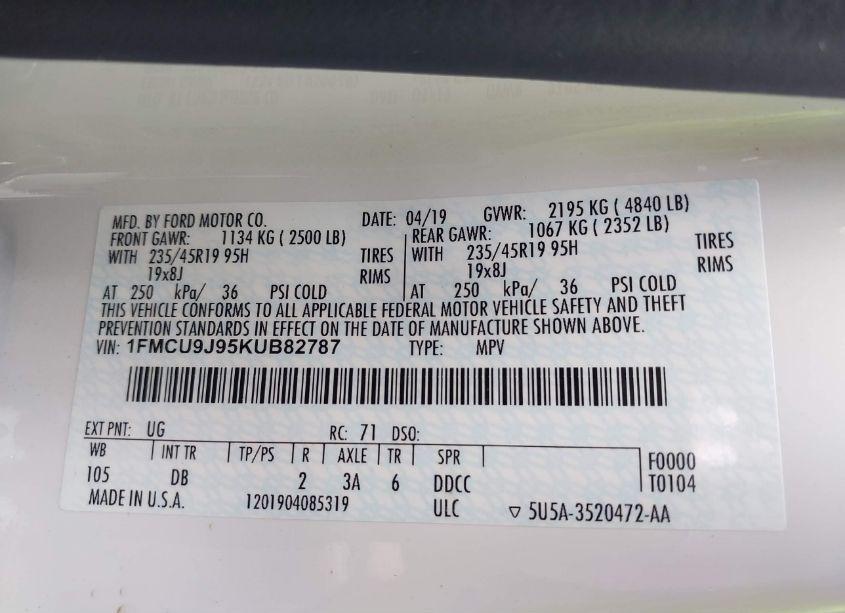 MFD. BY FORD MOTOR CO. DATE: 04/19 GVWR: 2195 KG ( 4840 LB)
FRONT GAWR: 1134 KG ( 2500 LB) REAR GAWR: 1067 KG ( 2352 LB)
WITH 235/45R19 95H TIRES WITH 235/45R19 95H TIRES
19x8J RIMS 19x8J RIMS
AT 250 kPa/ 36 PSI COLD AT 250 kPa/ 36 PSI COLD
THIS VEHICLE CONFORMS TO ALL APPLICABLE FEDERAL MOTOR VEHICLE SAFETY AND THEFT
PREVENTION STANDARDS IN EFFECT ON THE DATE OF MANUFACTURE SHOWN ABOVE.
VIN: 1FMCU9J95KUB82787 TYPE: MPV
EXT PNT: UG RC: 71 DSO:
WB INT TR TP/PS R AXLE TR SPR F0000
105 DB 2 3A 6 DDCC T0104
MADE IN U.S.A. 1201904085319 ULC ▽ 5U5A-3520472-AA